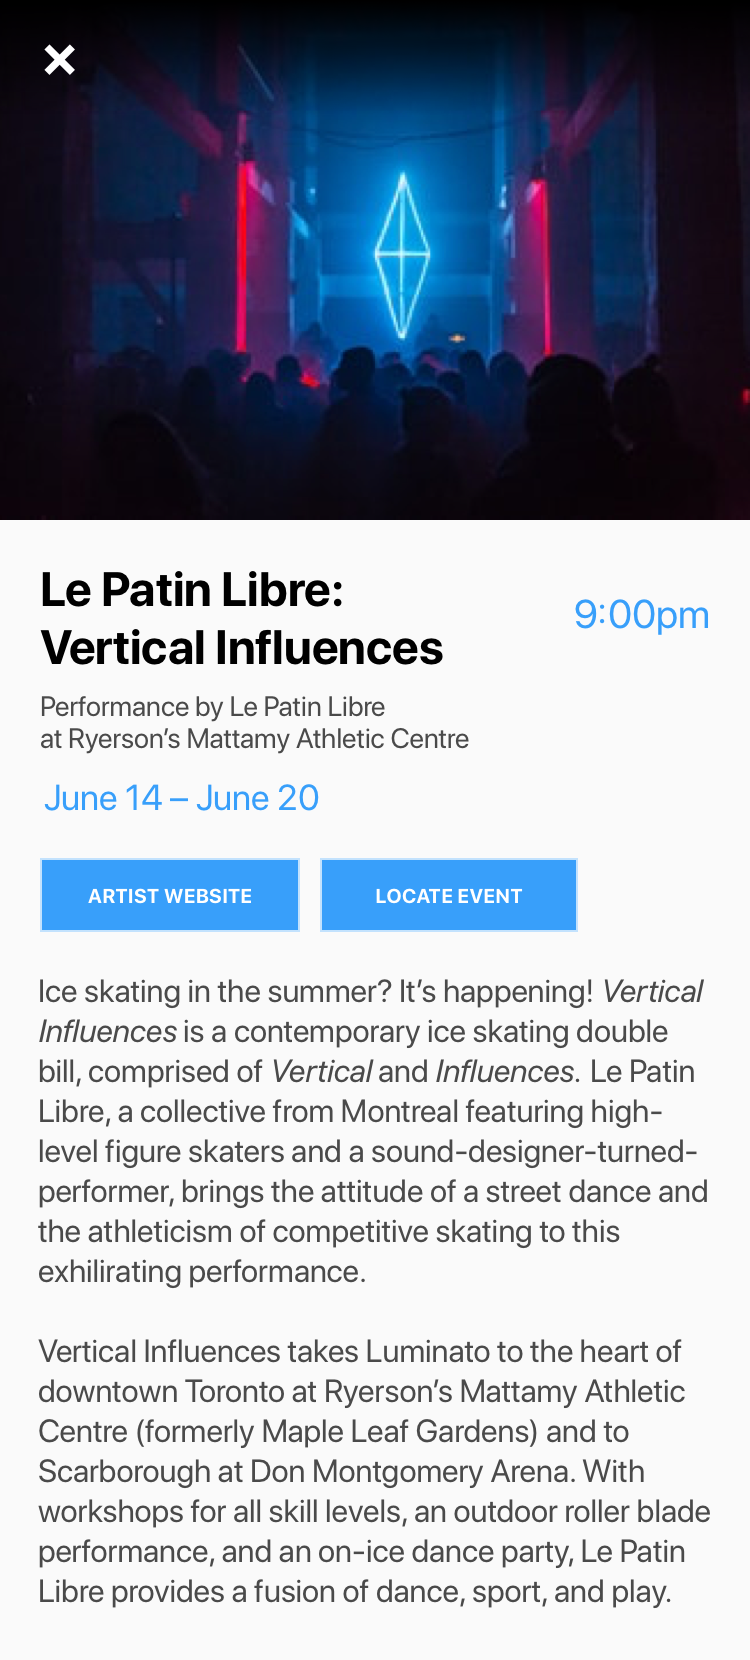 Le Patin Libre:
Vertical Influences
9:00pm
Performance by Le Patin Libre
at Ryerson’s Mattamy Athletic Centre
June 14 – June 20
ARTIST WEBSITE
LOCATE EVENT
Ice skating in the summer? It’s happening! Vertical
Influences is a contemporary ice skating double
bill, comprised of Vertical and Influences. Le Patin
Libre, a collective from Montreal featuring high-
level figure skaters and a sound-designer-turned-
performer, brings the attitude of a street dance and
the athleticism of competitive skating to this
exhilirating performance.
Vertical Influences takes Luminato to the heart of
downtown Toronto at Ryerson’s Mattamy Athletic
Centre (formerly Maple Leaf Gardens) and to
Scarborough at Don Montgomery Arena. With
workshops for all skill levels, an outdoor roller blade
performance, and an on-ice dance party, Le Patin
Libre provides a fusion of dance, sport, and play.